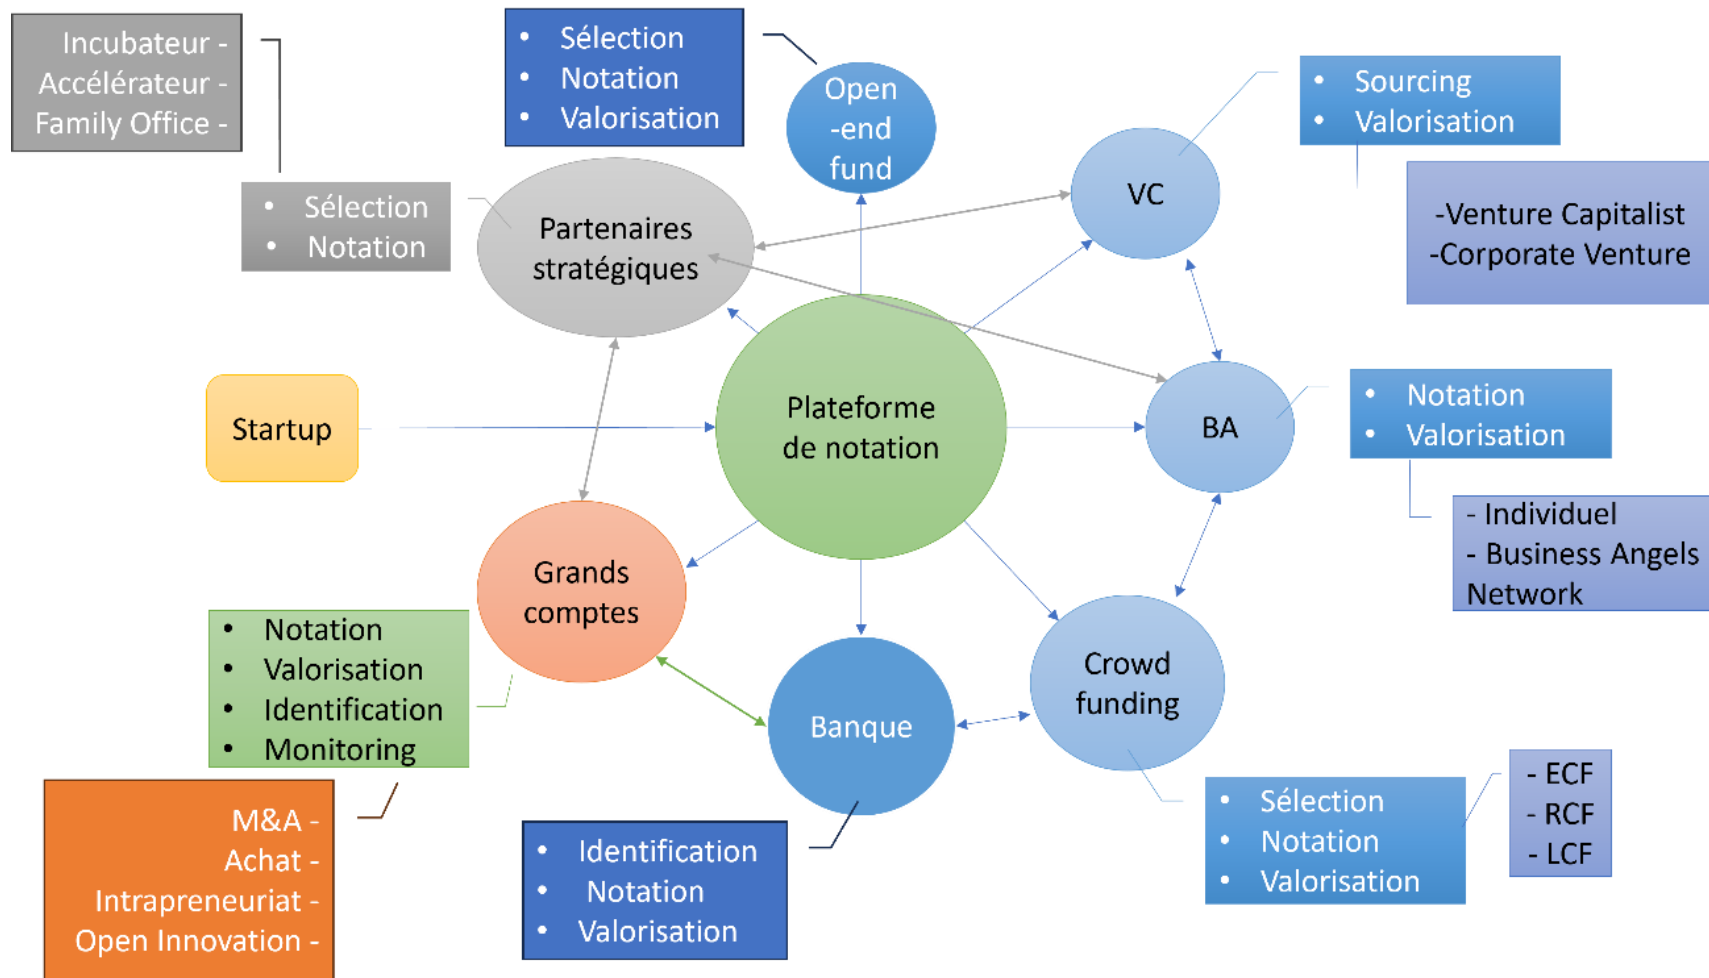 Incubateur -
Accélérateur -
Family Office -
• Sélection
• Notation
• Valorisation
Open
-end
fund
• Sourcing
• Valorisation
VC
-Venture Capitalist
-Corporate Venture
• Sélection
• Notation
Partenaires
stratégiques
Startup
Plateforme
de notation
BA
• Notation
• Valorisation
- Individuel
- Business Angels
Network
Grands
comptes
• Notation
• Valorisation
• Identification
• Monitoring
M&A -
Achat -
Intrapreneuriat -
Open Innovation -
Banque
• Identification
• Notation
• Valorisation
Crowd
funding
• Sélection
• Notation
• Valorisation
- ECF
- RCF
- LCF